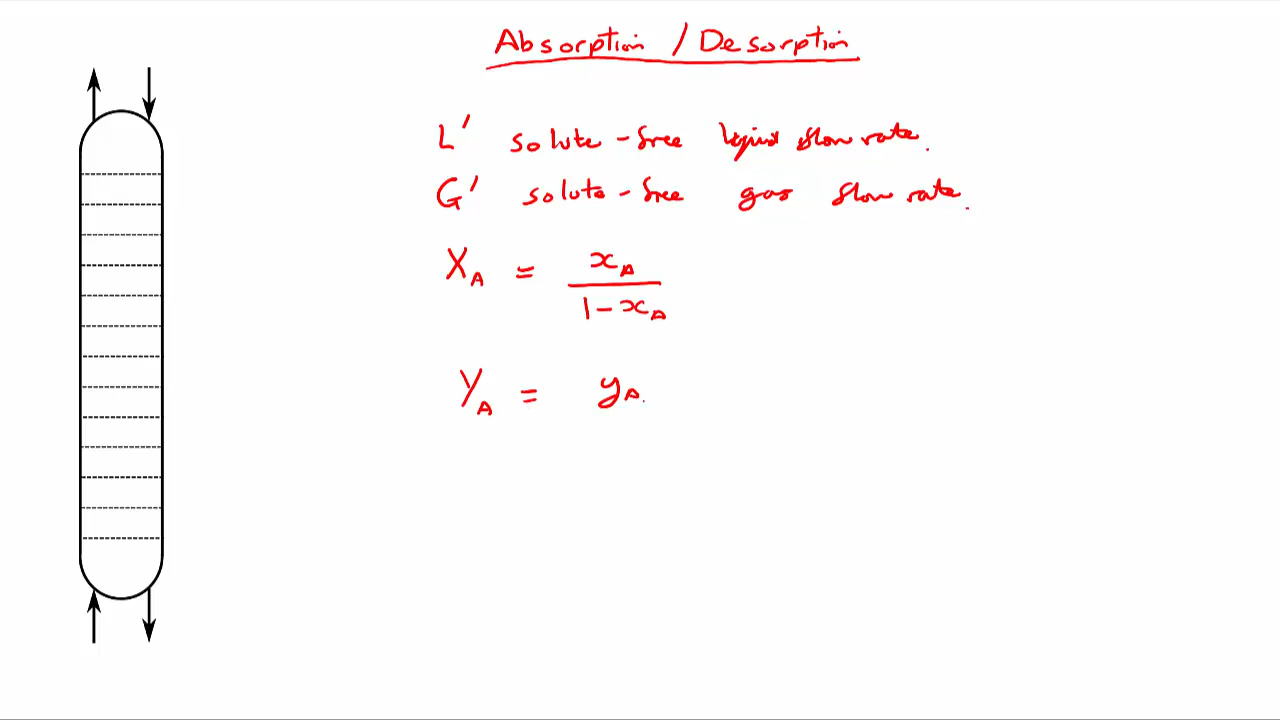 Absorption / Desorption
L' solute-free liquid flow rate.
G' solute-free gas flow rate.
X_A = x_A / 1 - x_A
Y_A = y_A